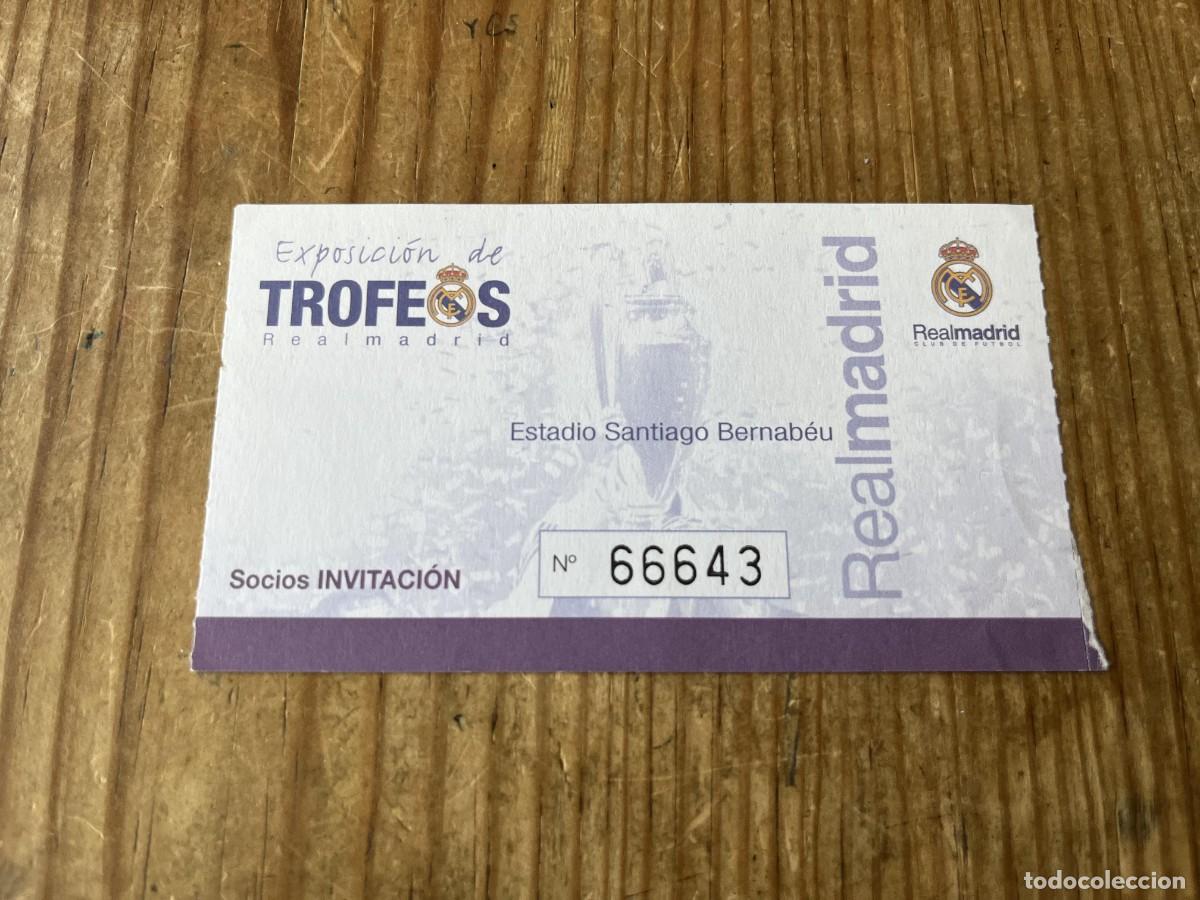 Exposición de
TROFEOS
Realmadrid
Realmadrid
Realmadrid
CLUB DE FUTBOL
Estadio Santiago Bernabéu
Nº 66643
Socios INVITACIÓN
todocoleccion